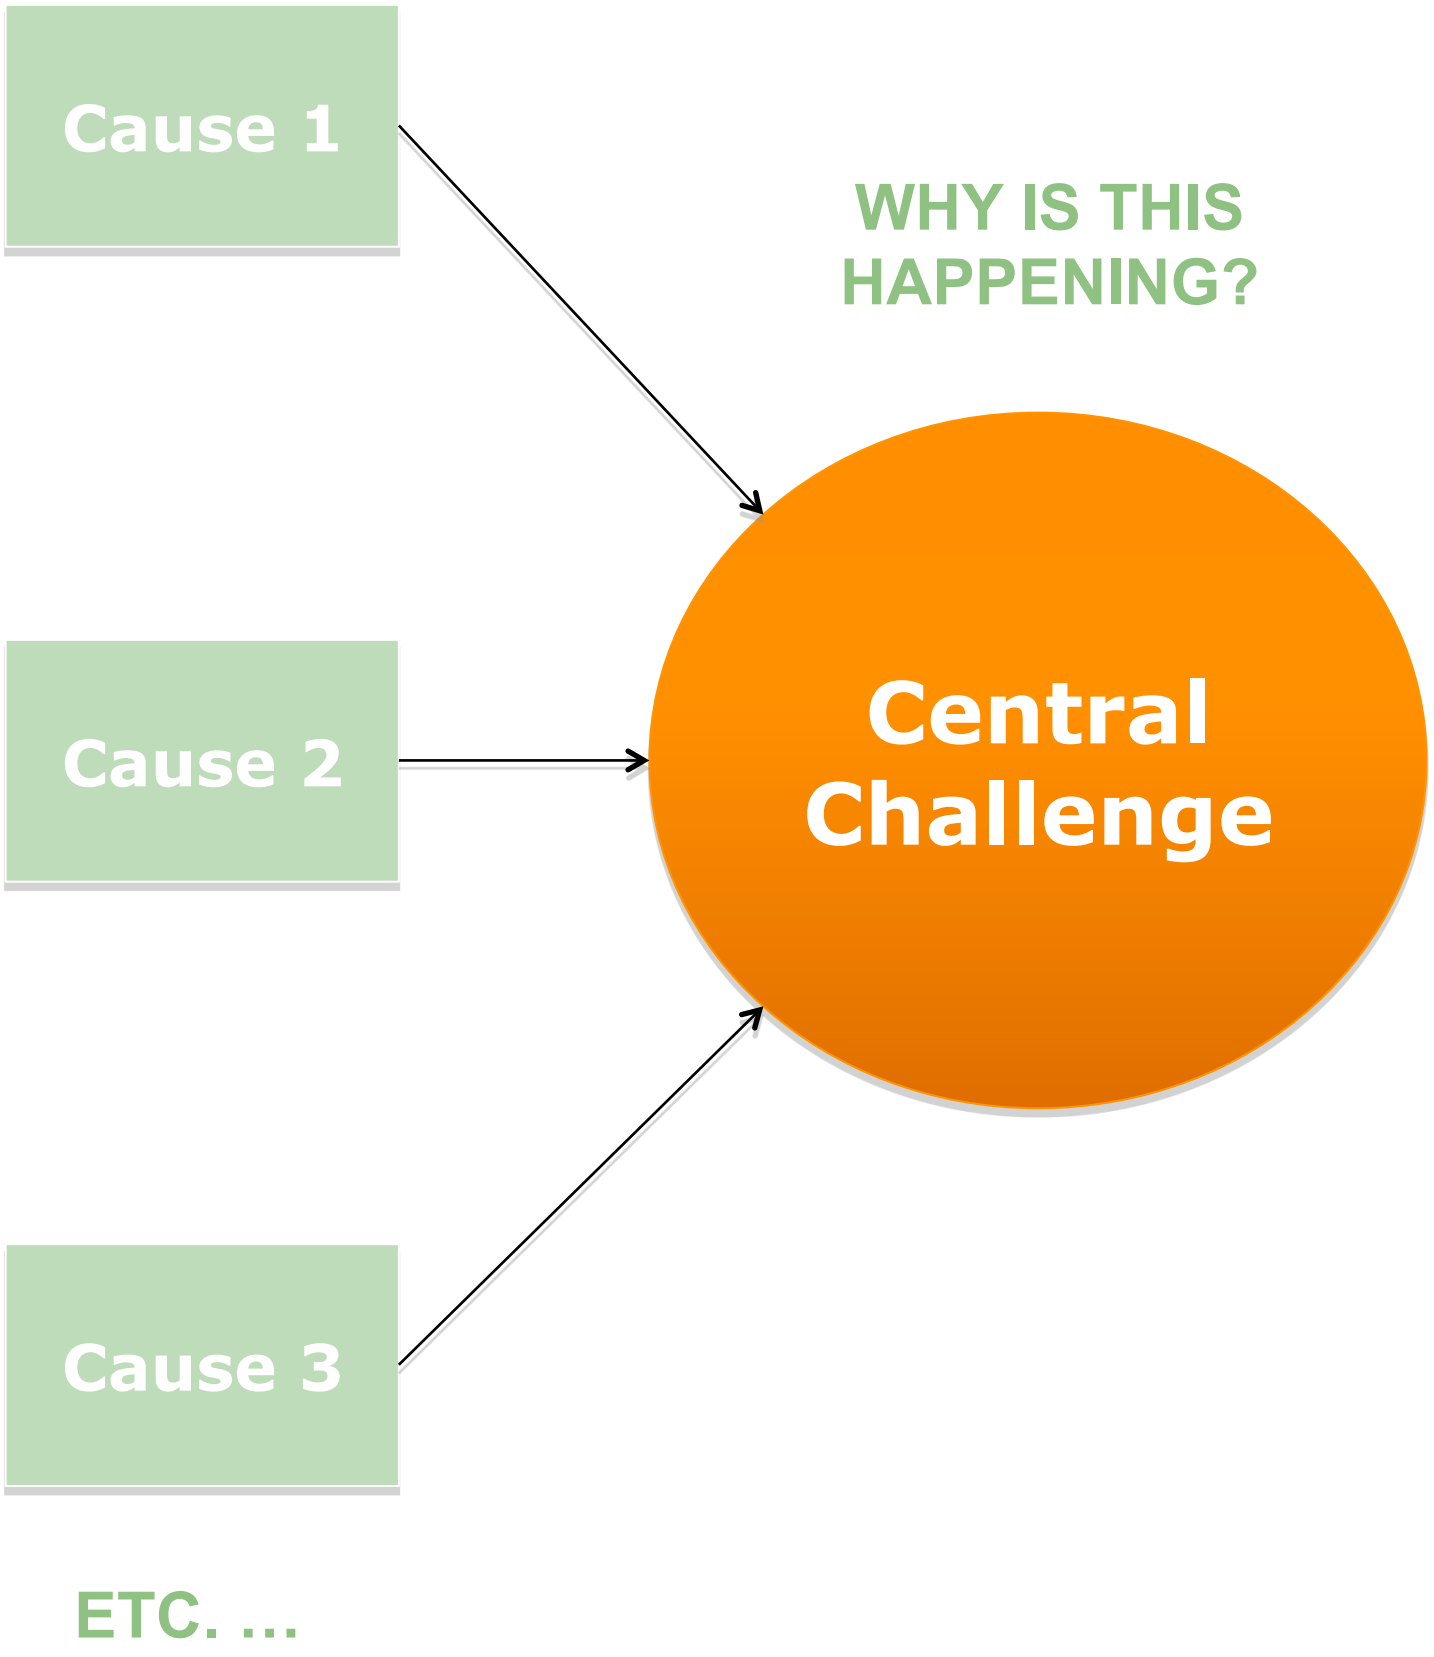 Cause 1
WHY IS THIS
HAPPENING?
Cause 2
Central
Challenge
Cause 3
ETC. ...